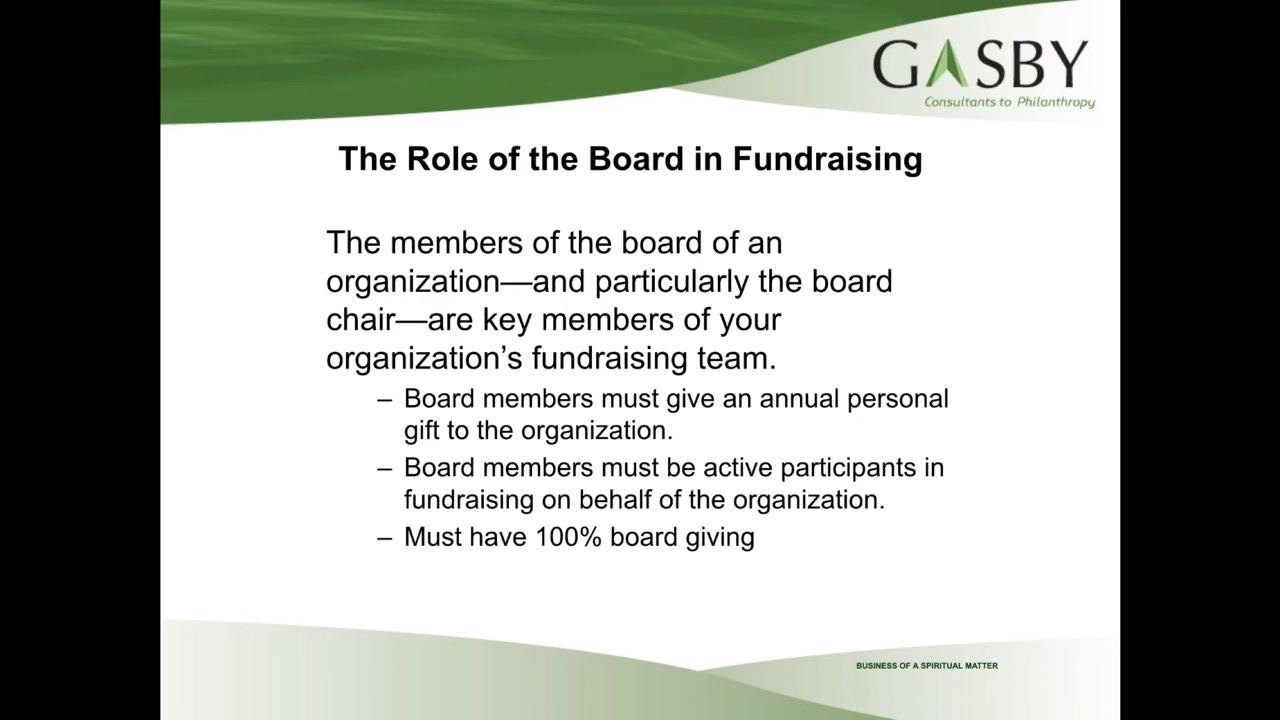 GASBY
Consultants to Philanthropy
The Role of the Board in Fundraising
The members of the board of an
organization—and particularly the board
chair—are key members of your
organization’s fundraising team.
– Board members must give an annual personal
gift to the organization.
– Board members must be active participants in
fundraising on behalf of the organization.
– Must have 100% board giving
BUSINESS OF A SPIRITUAL MATTER